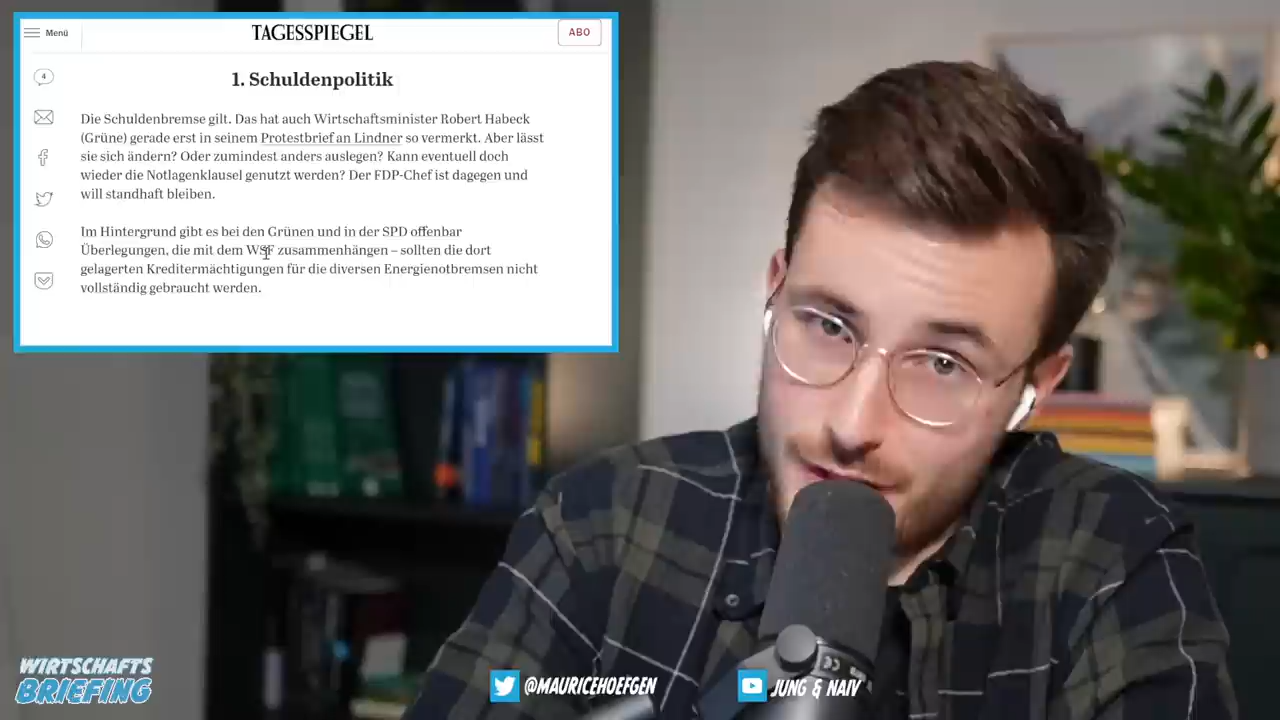 Menü
TAGESSPIEGEL
ABO
4
1. Schuldenpolitik
Die Schuldenbremse gilt. Das hat auch Wirtschaftsminister Robert Habeck
(Grüne) gerade erst in seinem Protestbrief an Lindner so vermerkt. Aber lässt
sie sich ändern? Oder zumindest anders auslegen? Kann eventuell doch
wieder die Notlagenklausel genutzt werden? Der FDP-Chef ist dagegen und
will standhaft bleiben.
Im Hintergrund gibt es bei den Grünen und in der SPD offenbar
Überlegungen, die mit dem WSF zusammenhängen – sollten die dort
gelagerten Kreditermächtigungen für die diversen Energienotbremsen nicht
vollständig gebraucht werden.
WIRTSCHAFTS
BRIEFING
@MAURICEHOEFGEN
JUNG & NAIV